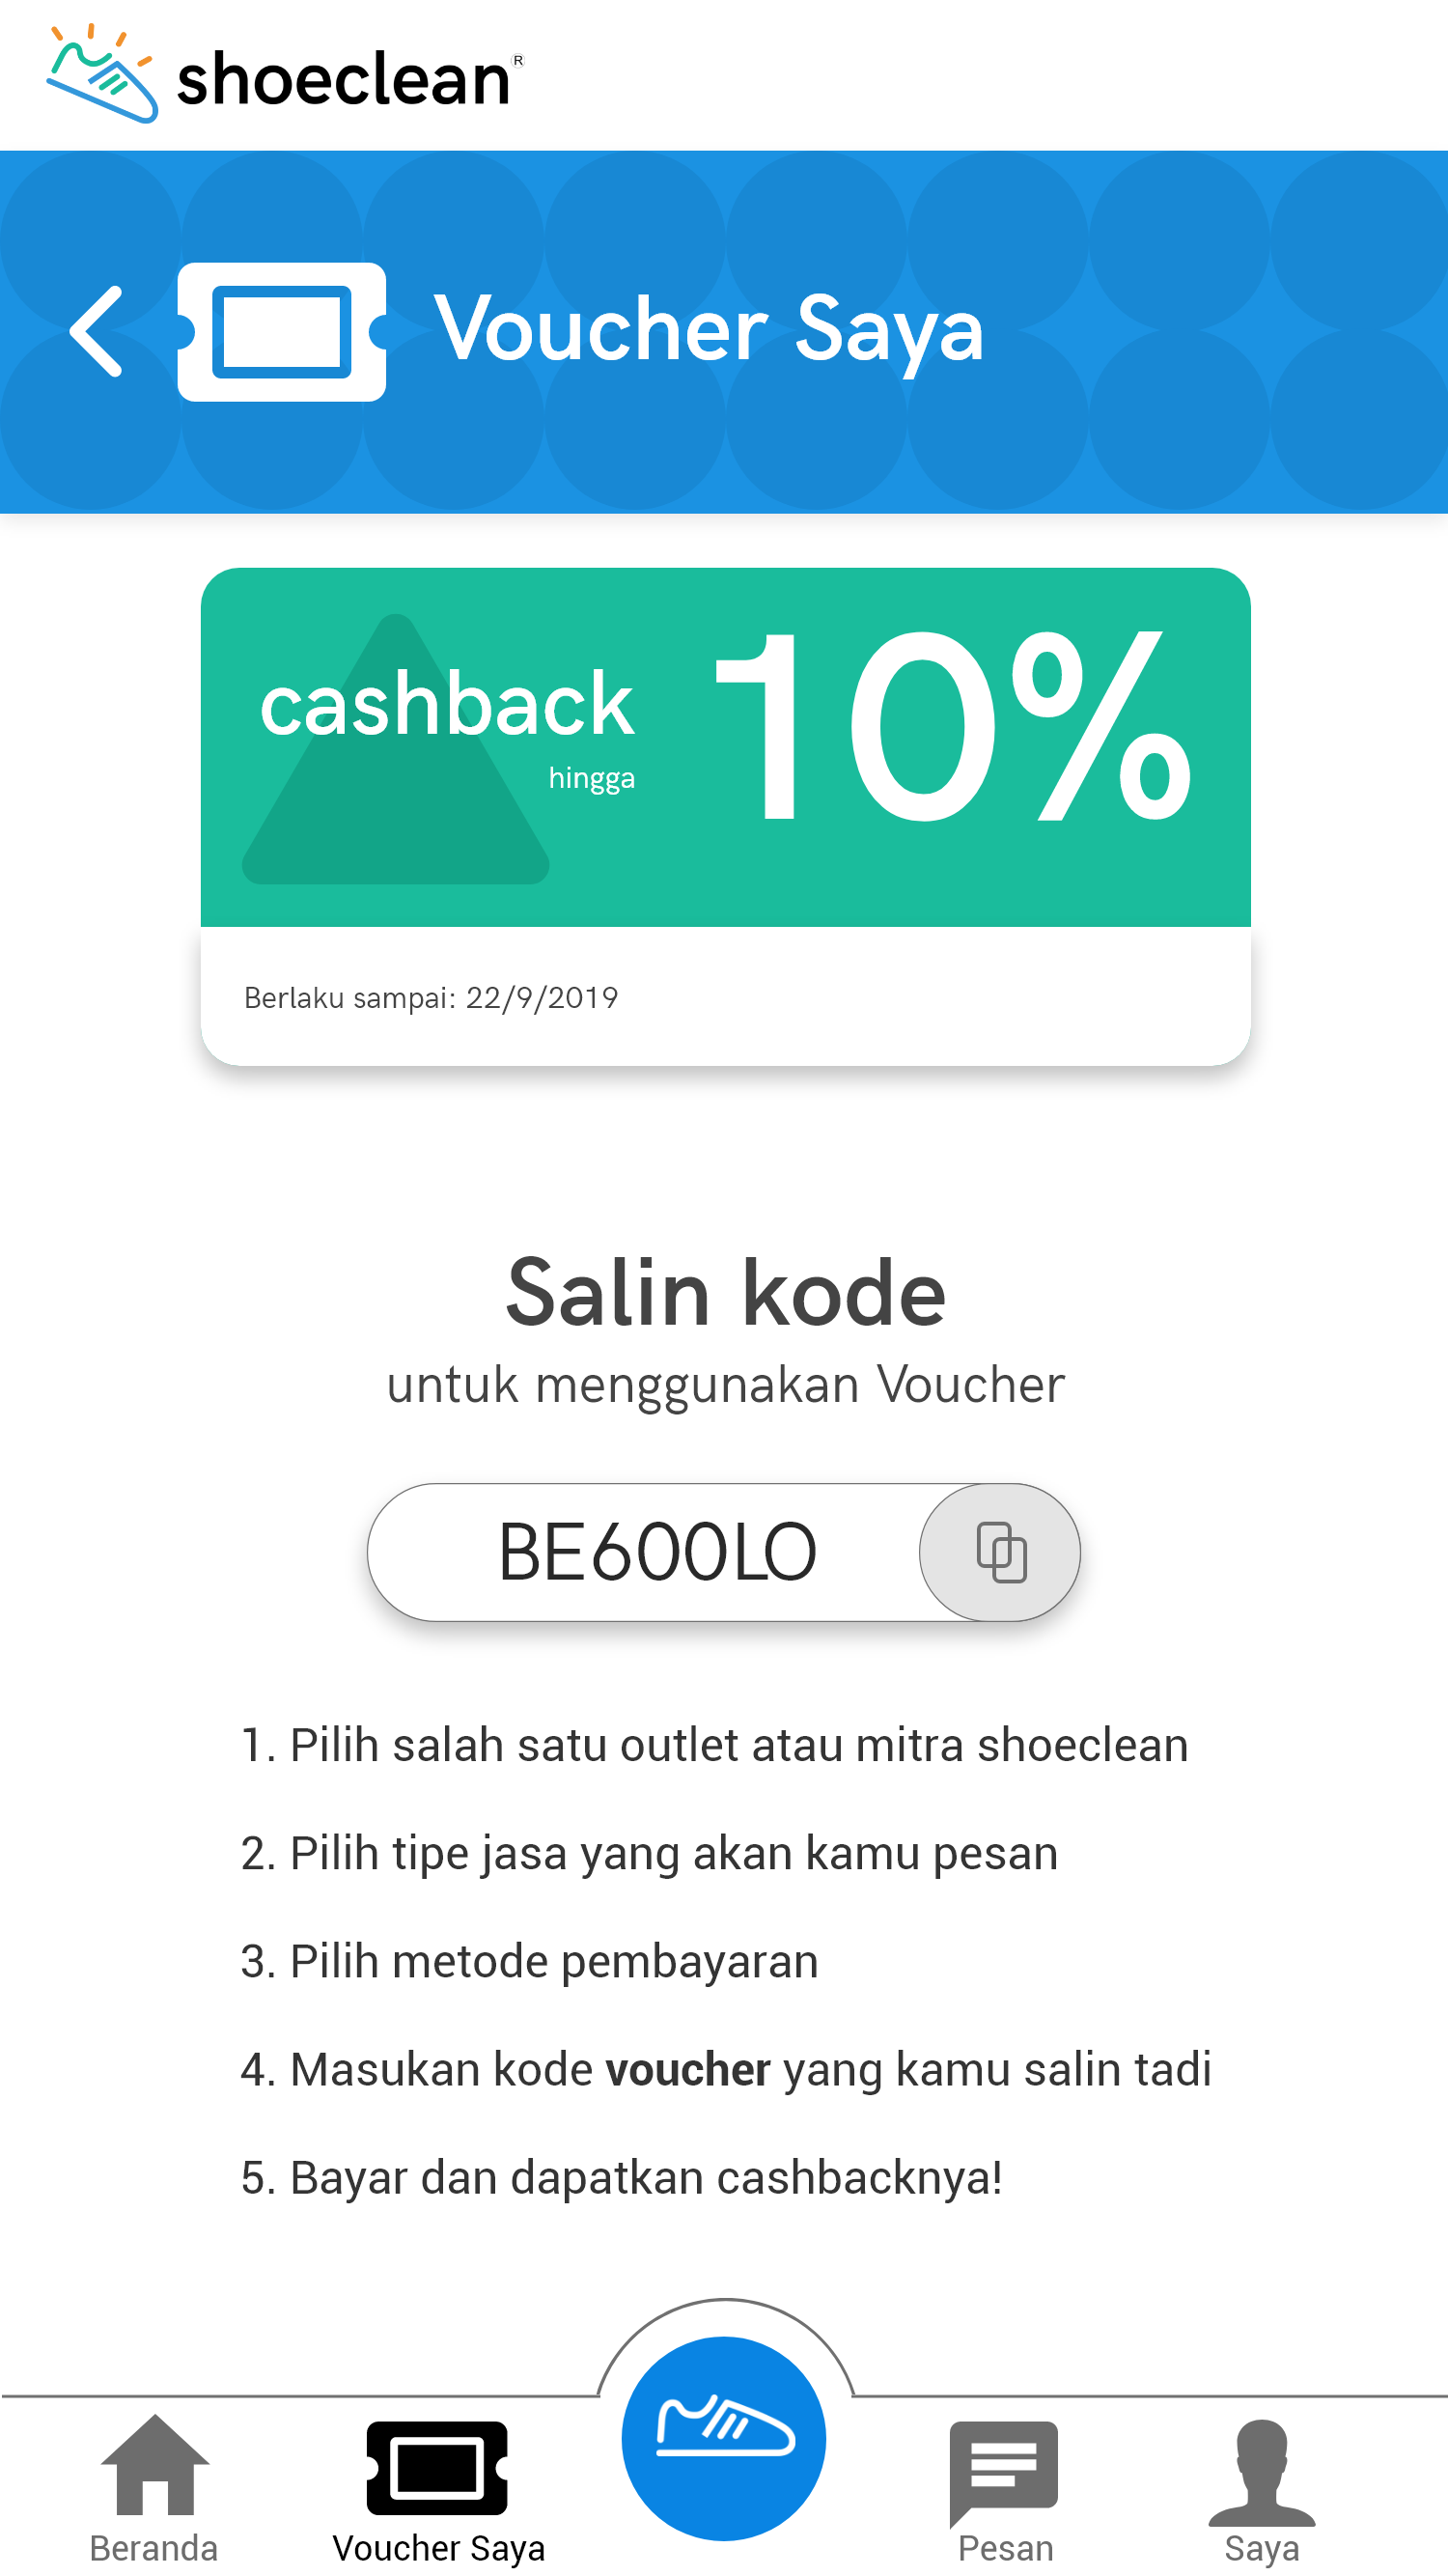 shoeclean®
Voucher Saya
cashback
hingga
10%
Berlaku sampai: 22/9/2019
Salin kode
untuk menggunakan Voucher
BE600LO
1. Pilih salah satu outlet atau mitra shoeclean
2. Pilih tipe jasa yang akan kamu pesan
3. Pilih metode pembayaran
4. Masukan kode voucher yang kamu salin tadi
5. Bayar dan dapatkan cashbacknya!
Beranda
Voucher Saya
Pesan
Saya